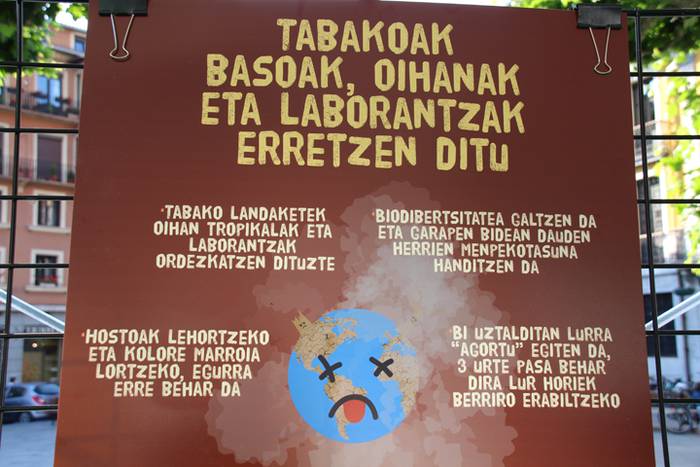 TABAKOAK
BASOAK, OIHANAK
ETA LABORANTZAK
ERRETZEN DITU
*TABAKO LANDAKETEK
OIHAN TROPIKALAK ETA
LABORANTZAK
ORDEZKATZEN DITUZTE
*BIODIBERTSITATEA GALTZEN DA
ETA GARAPEN BIDEAN DAUDEN
HERRIEN MENPEKOTASUNA
HANDITZEN DA
*HOSTOAK LEHORTZEKO
ETA KOLORE MARROIA
LORTZEKO, EGURRA
ERRE BEHAR DA
*BI UZTALDITAN LURRA
"AGORTU" EGITEN DA,
3 URTE PASA BEHAR
DIRA LUR HORIEK
BERRIRO ERABILTZEKO